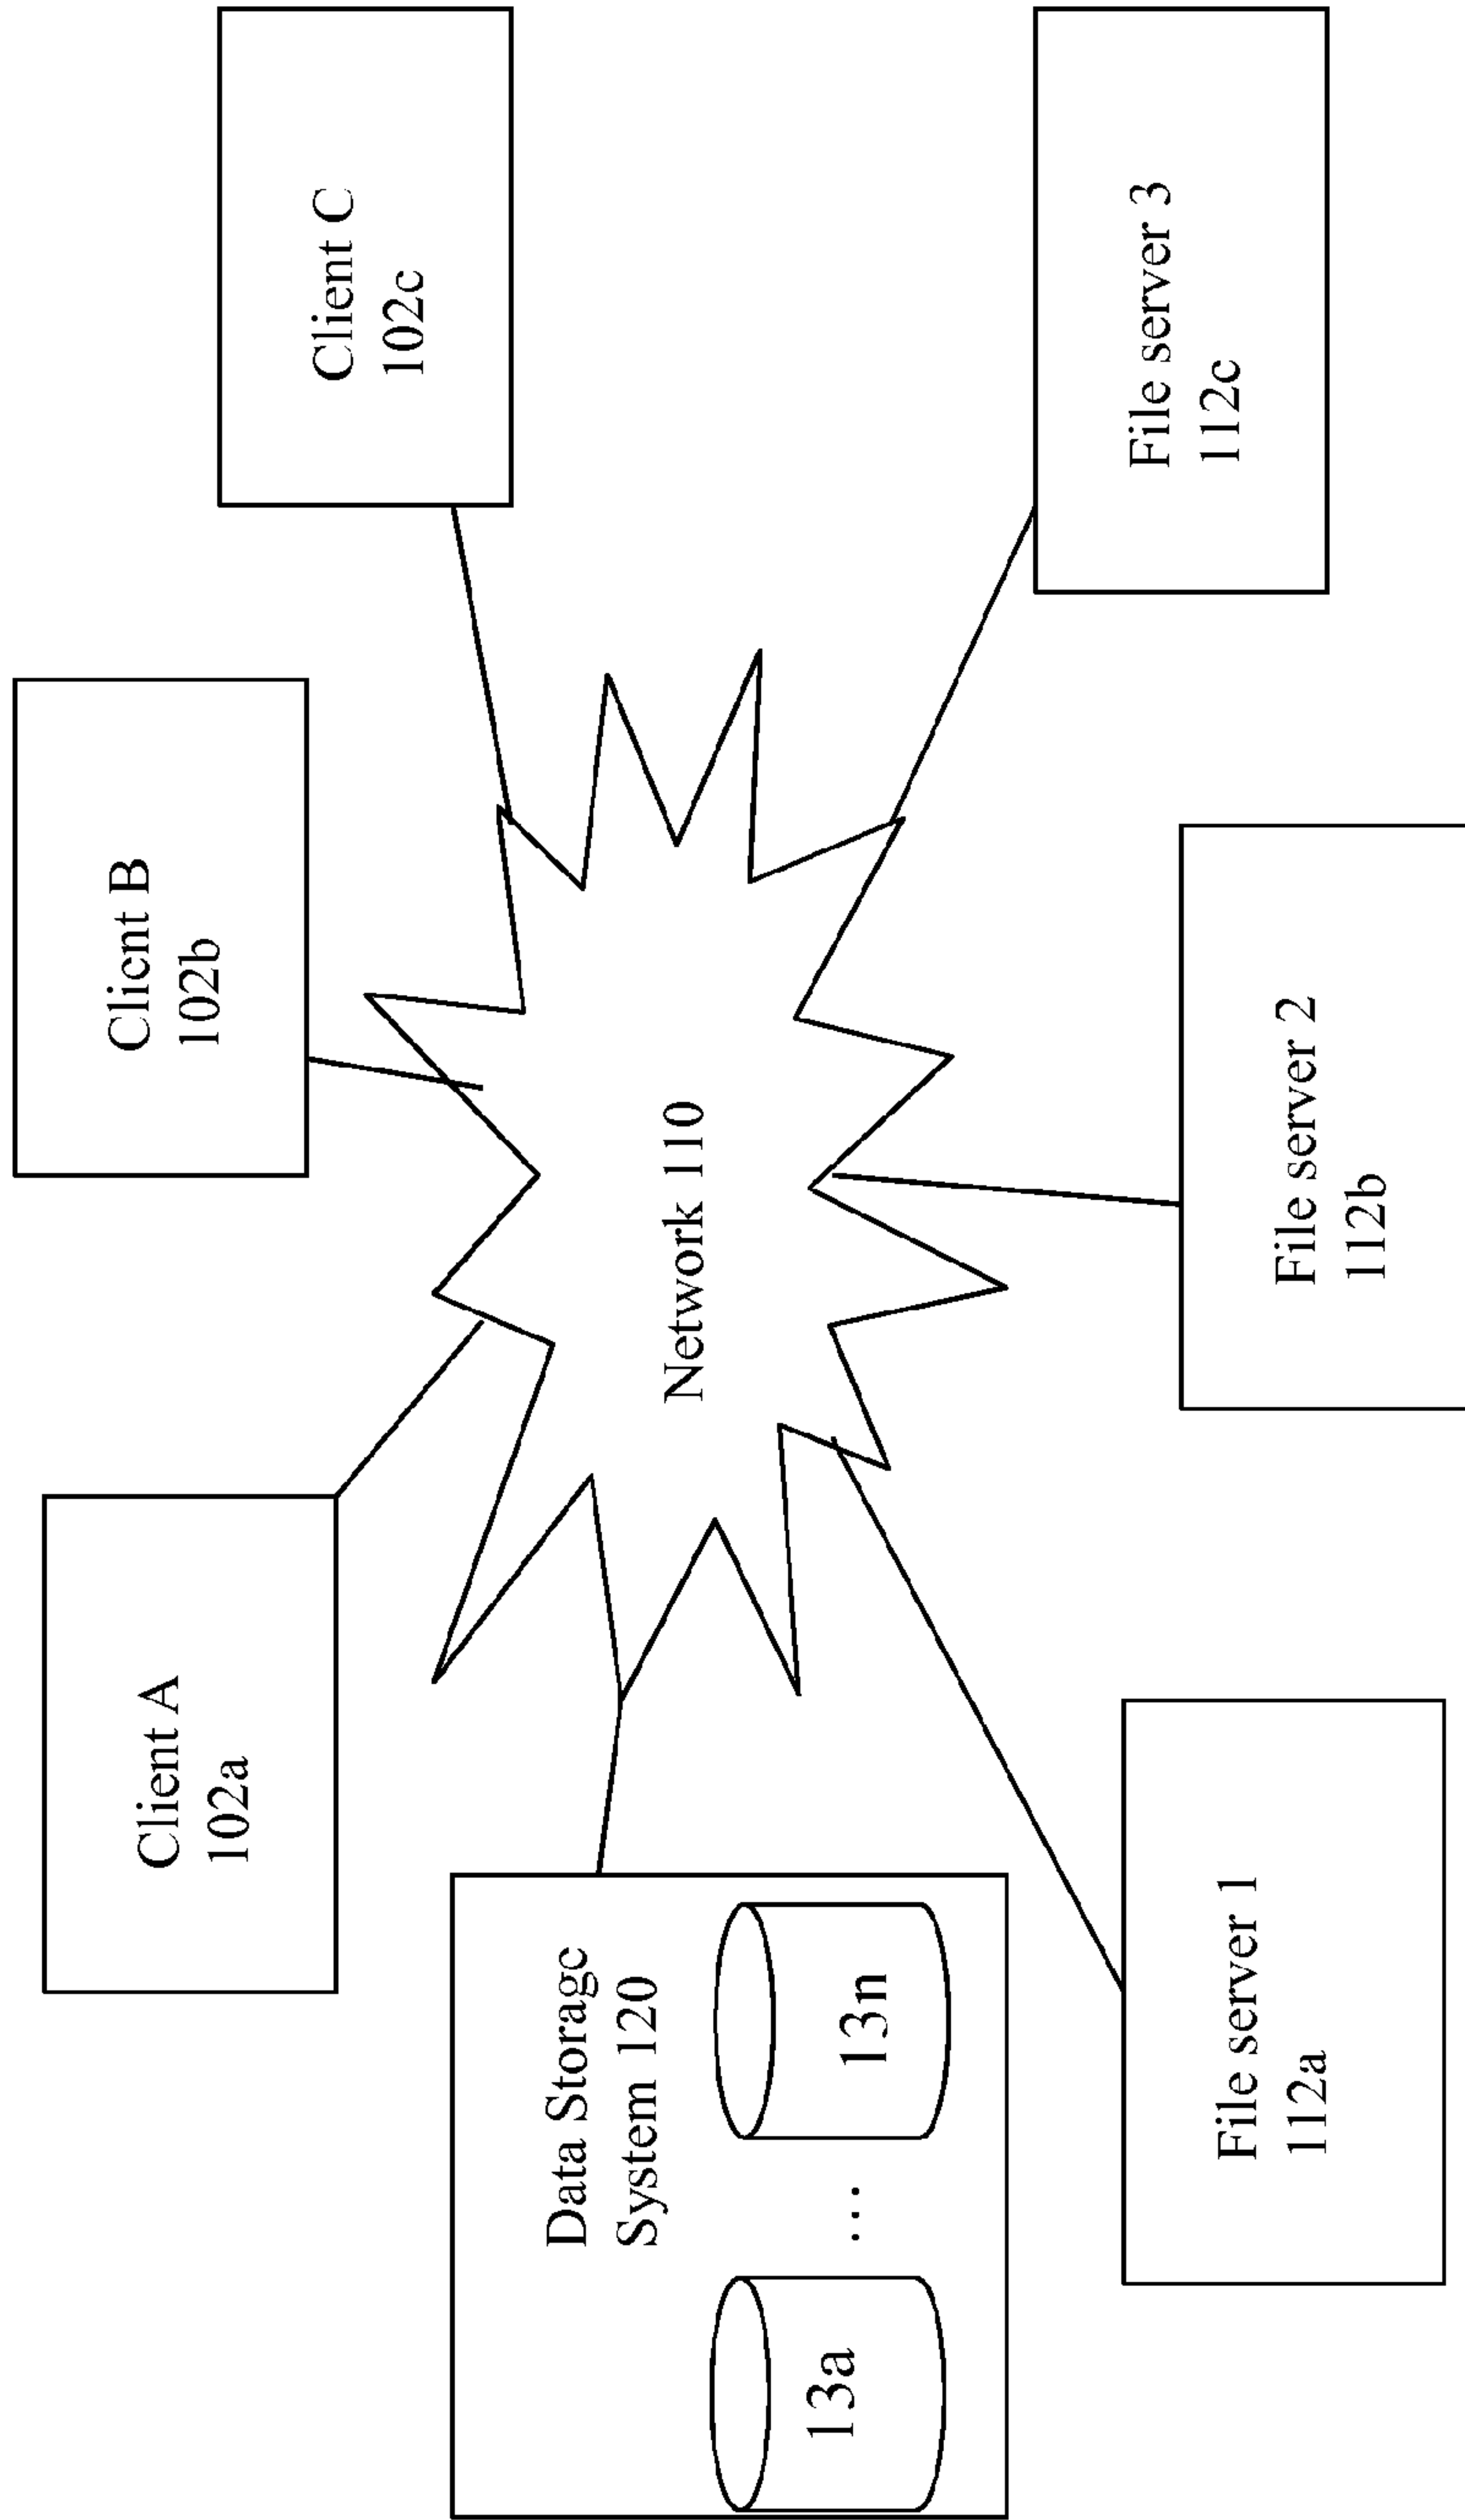 Client A
102a
Client B
102b
Client C
102c
Data Storage
System 120
13a
...
13n
Network 110
File server 1
112a
File server 2
112b
File server 3
112c